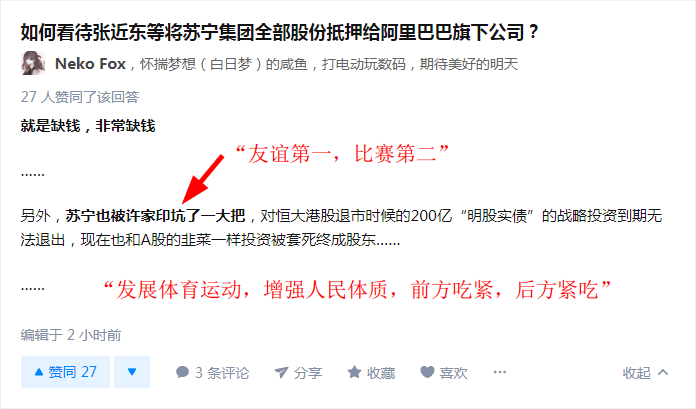 如何看待张近东等将苏宁集团全部股份抵押给阿里巴巴旗下公司？
Neko Fox，怀揣梦想（白日梦）的咸鱼，打电动玩数码，期待美好的明天
27 人赞同了该回答
就是缺钱，非常缺钱
“友谊第一，比赛第二”
……
另外，苏宁也被许家印坑了一大把，对恒大港股退市时候的200亿“明股实债”的战略投资到期无
法退出，现在也和A股的韭菜一样投资被套死终成股东……
…… “发展体育运动，增强人民体质，前方吃紧，后方紧吃”
编辑于 2 小时前
赞同 27 3 条评论 分享 收藏 喜欢 ··· 收起